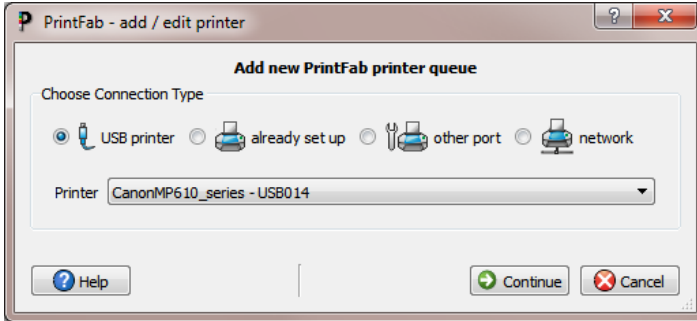 PrintFab - add / edit printer
Add new PrintFab printer queue
Choose Connection Type
USB printer already set up other port network
Printer CanonMP610_series - USB014
Help Continue Cancel